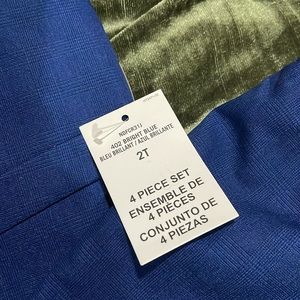 NDFCR31J
402 BRIGHT BLUE
BLEU BRILLANT / AZUL BRILLANTE
2T
4 PIECE SET
ENSEMBLE DE
4 PIÈCES
CONJUNTO DE
4 PIEZAS